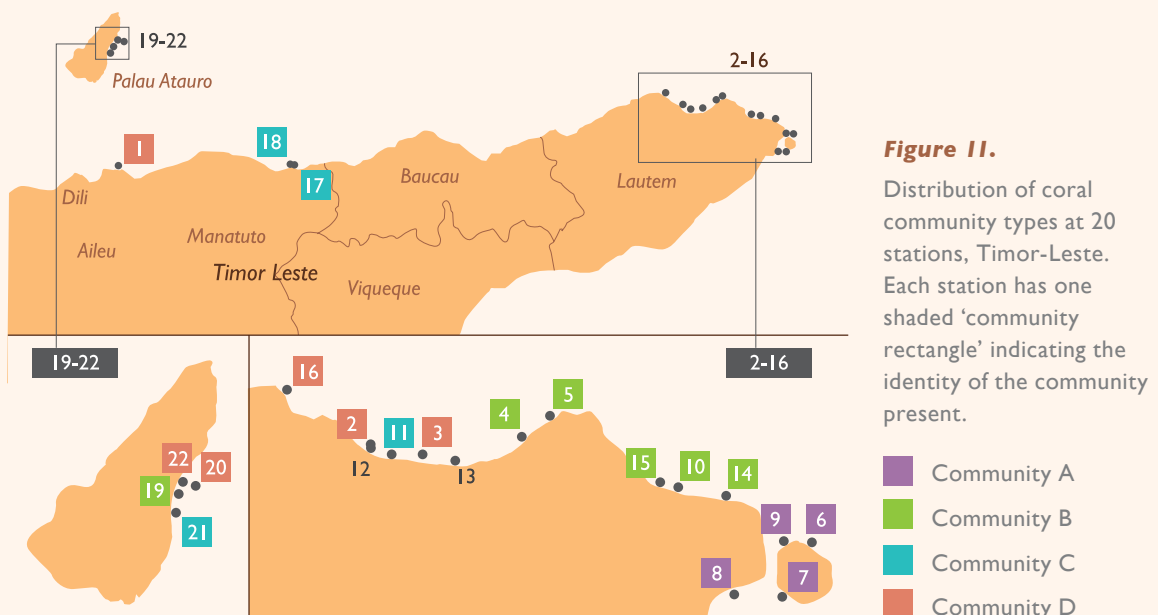 19-22
Palau Atauro
2-16
1
18
17
Dili
Baucau
Lautem
Aileu
Manatuto
Timor Leste
Viqueque
19-22
2-16
22
20
19
21
16
2
12
11
3
13
4
5
15
10
14
9
6
8
7
Figure 11.
Distribution of coral
community types at 20
stations, Timor-Leste.
Each station has one
shaded ‘community
rectangle’ indicating the
identity of the community
present.
Community A
Community B
Community C
Community D